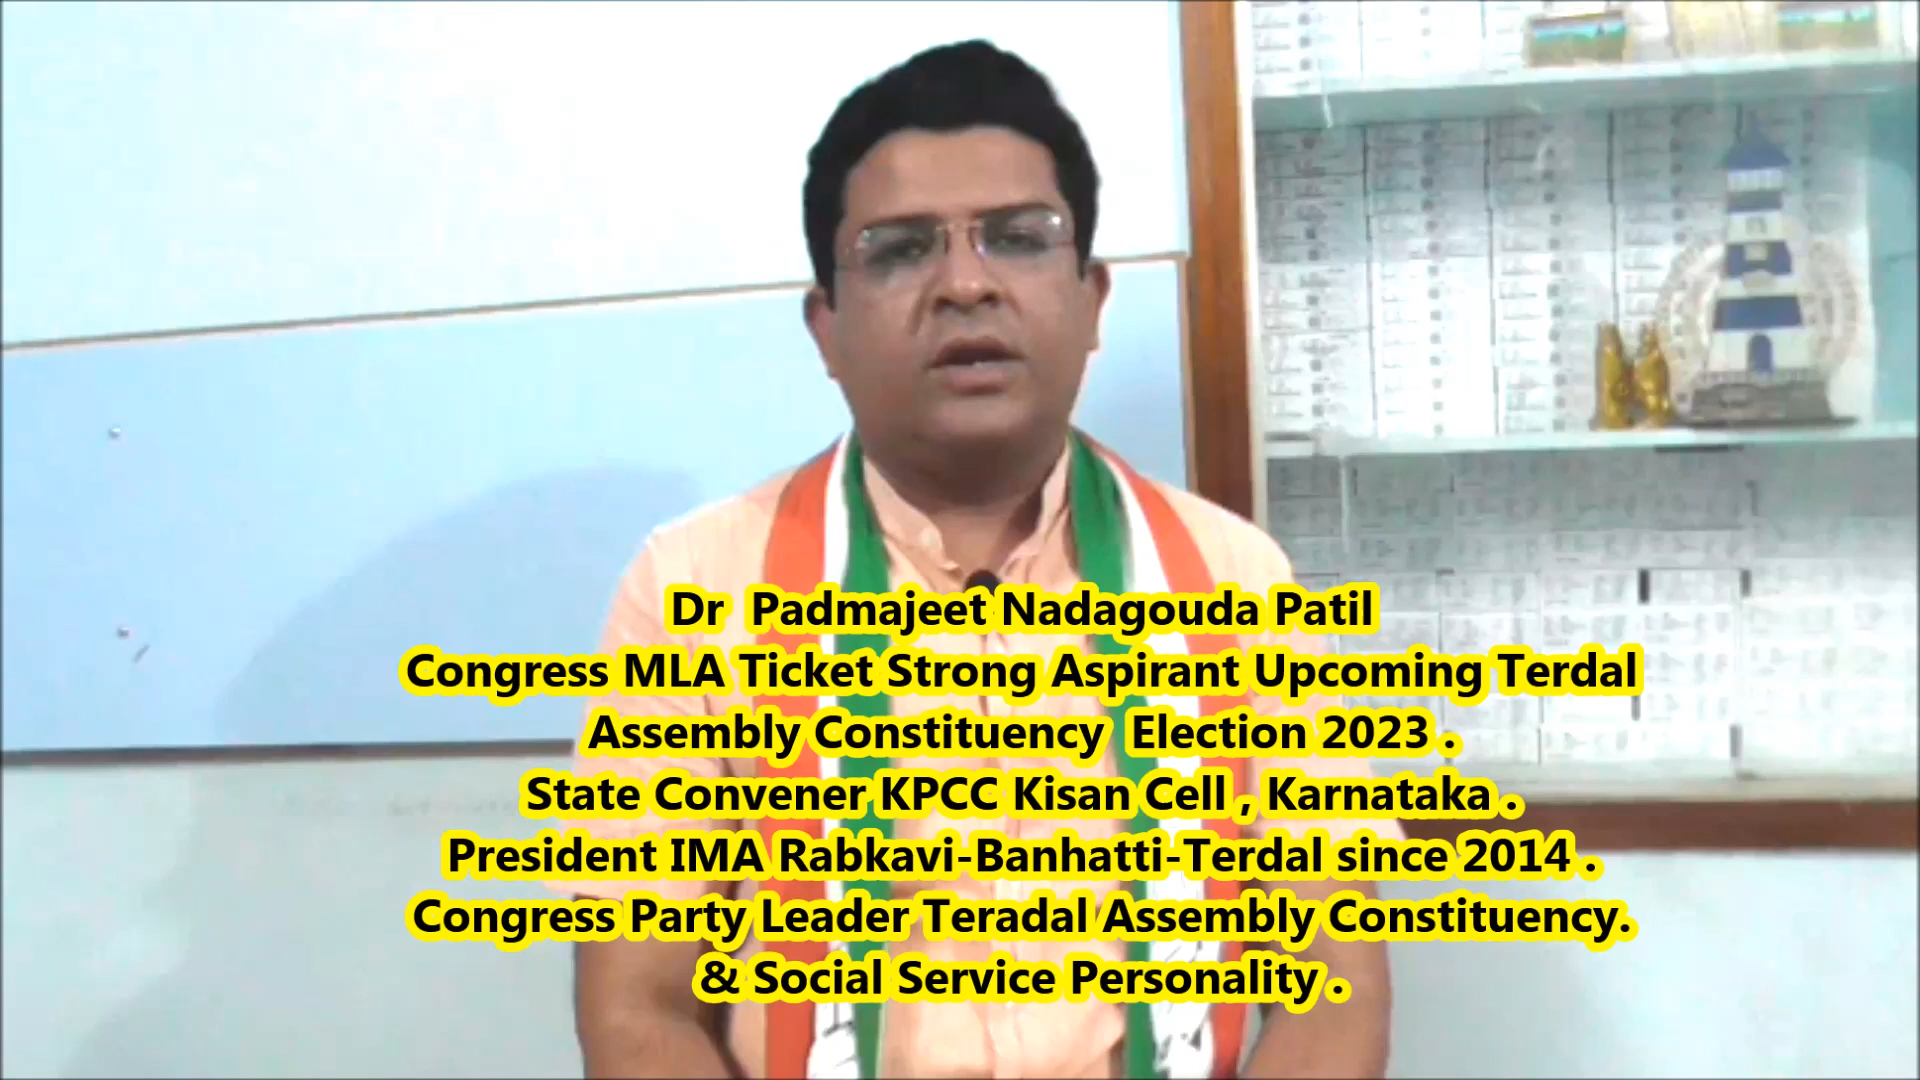 Dr Padmajeet Nadagouda Patil
Congress MLA Ticket Strong Aspirant Upcoming Terdal
Assembly Constituency Election 2023 .
State Convener KPCC Kisan Cell , Karnataka .
President IMA Rabkavi-Banhatti-Terdal since 2014 .
Congress Party Leader Teradal Assembly Constituency.
& Social Service Personality .